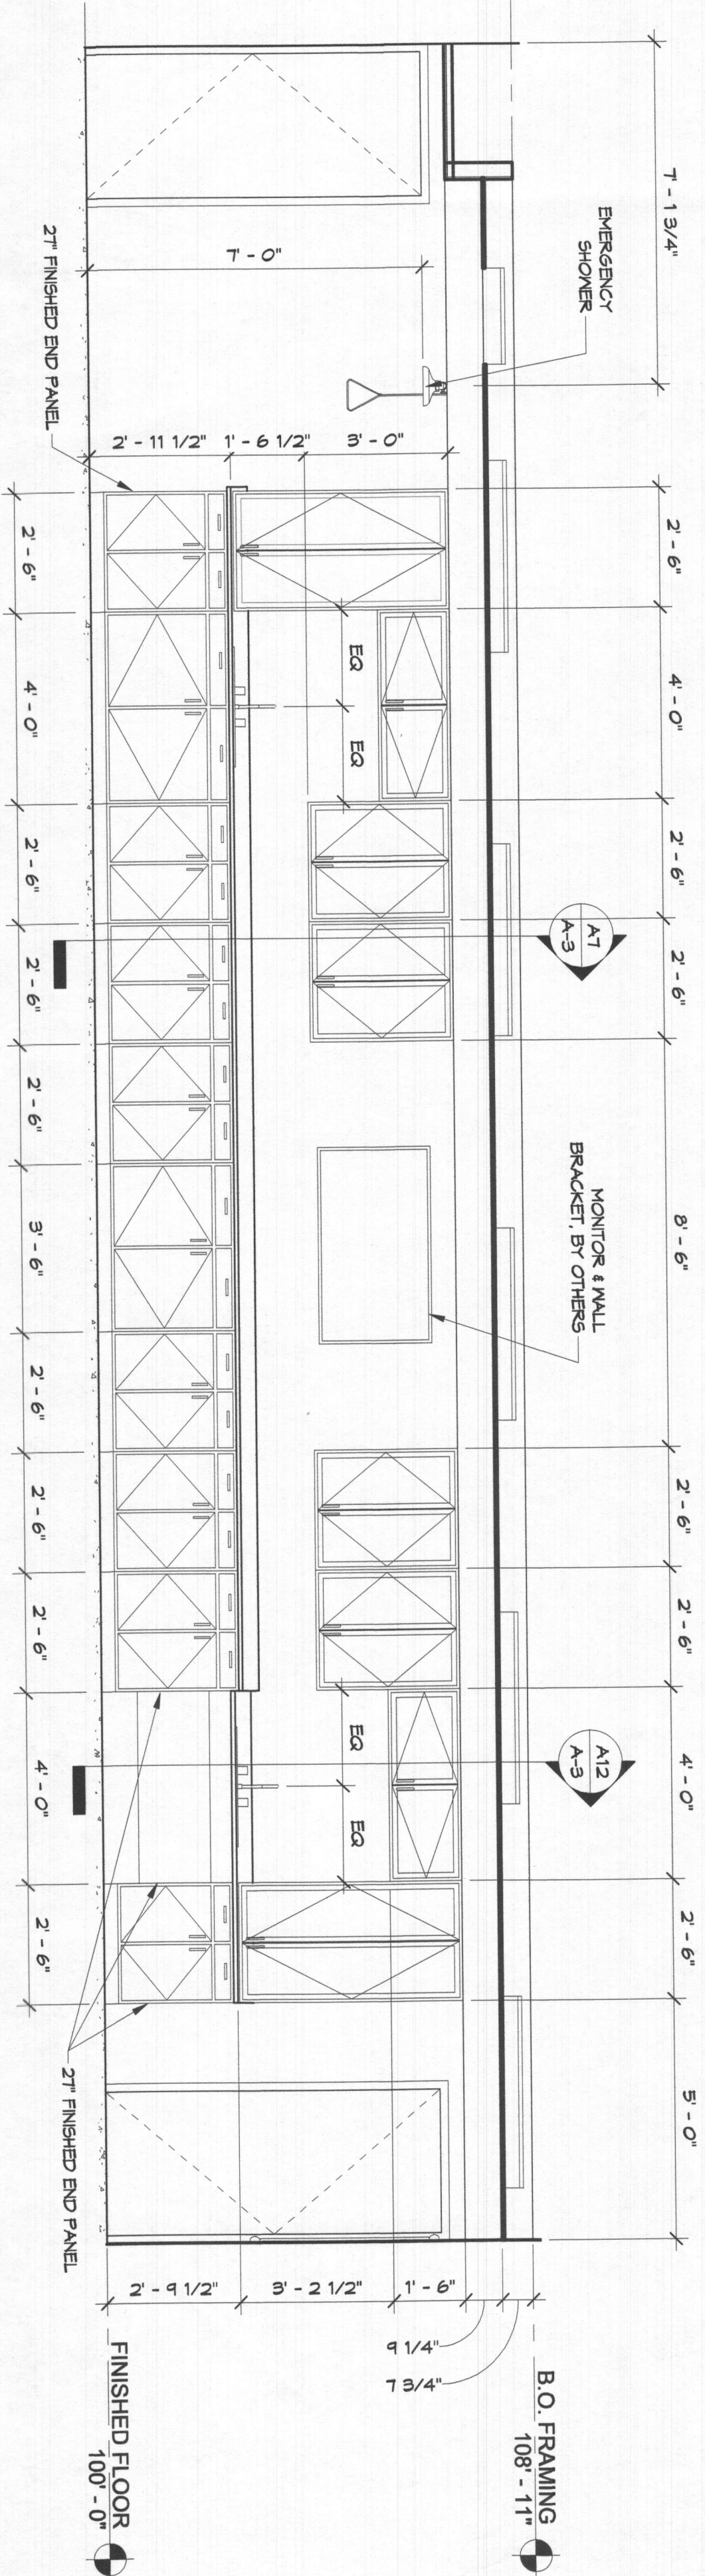 7' - 1 3/4"
2' - 6"
4' - 0"
2' - 6"
2' - 6"
8' - 6"
2' - 6"
2' - 6"
4' - 0"
2' - 6"
5' - 0"
EMERGENCY
SHOWER
A7
A-3
MONITOR & WALL
BRACKET, BY OTHERS
A12
A-3
7' - 0"
2' - 11 1/2"
1' - 6 1/2"
3' - 0"
EQ
EQ
EQ
EQ
27" FINISHED END PANEL
27" FINISHED END PANEL
2' - 6"
4' - 0"
2' - 6"
2' - 6"
2' - 6"
3' - 6"
2' - 6"
2' - 6"
2' - 6"
4' - 0"
2' - 6"
2' - 9 1/2"
3' - 2 1/2"
1' - 6"
9 1/4"
7 3/4"
B.O. FRAMING
108' - 11"
FINISHED FLOOR
100' - 0"